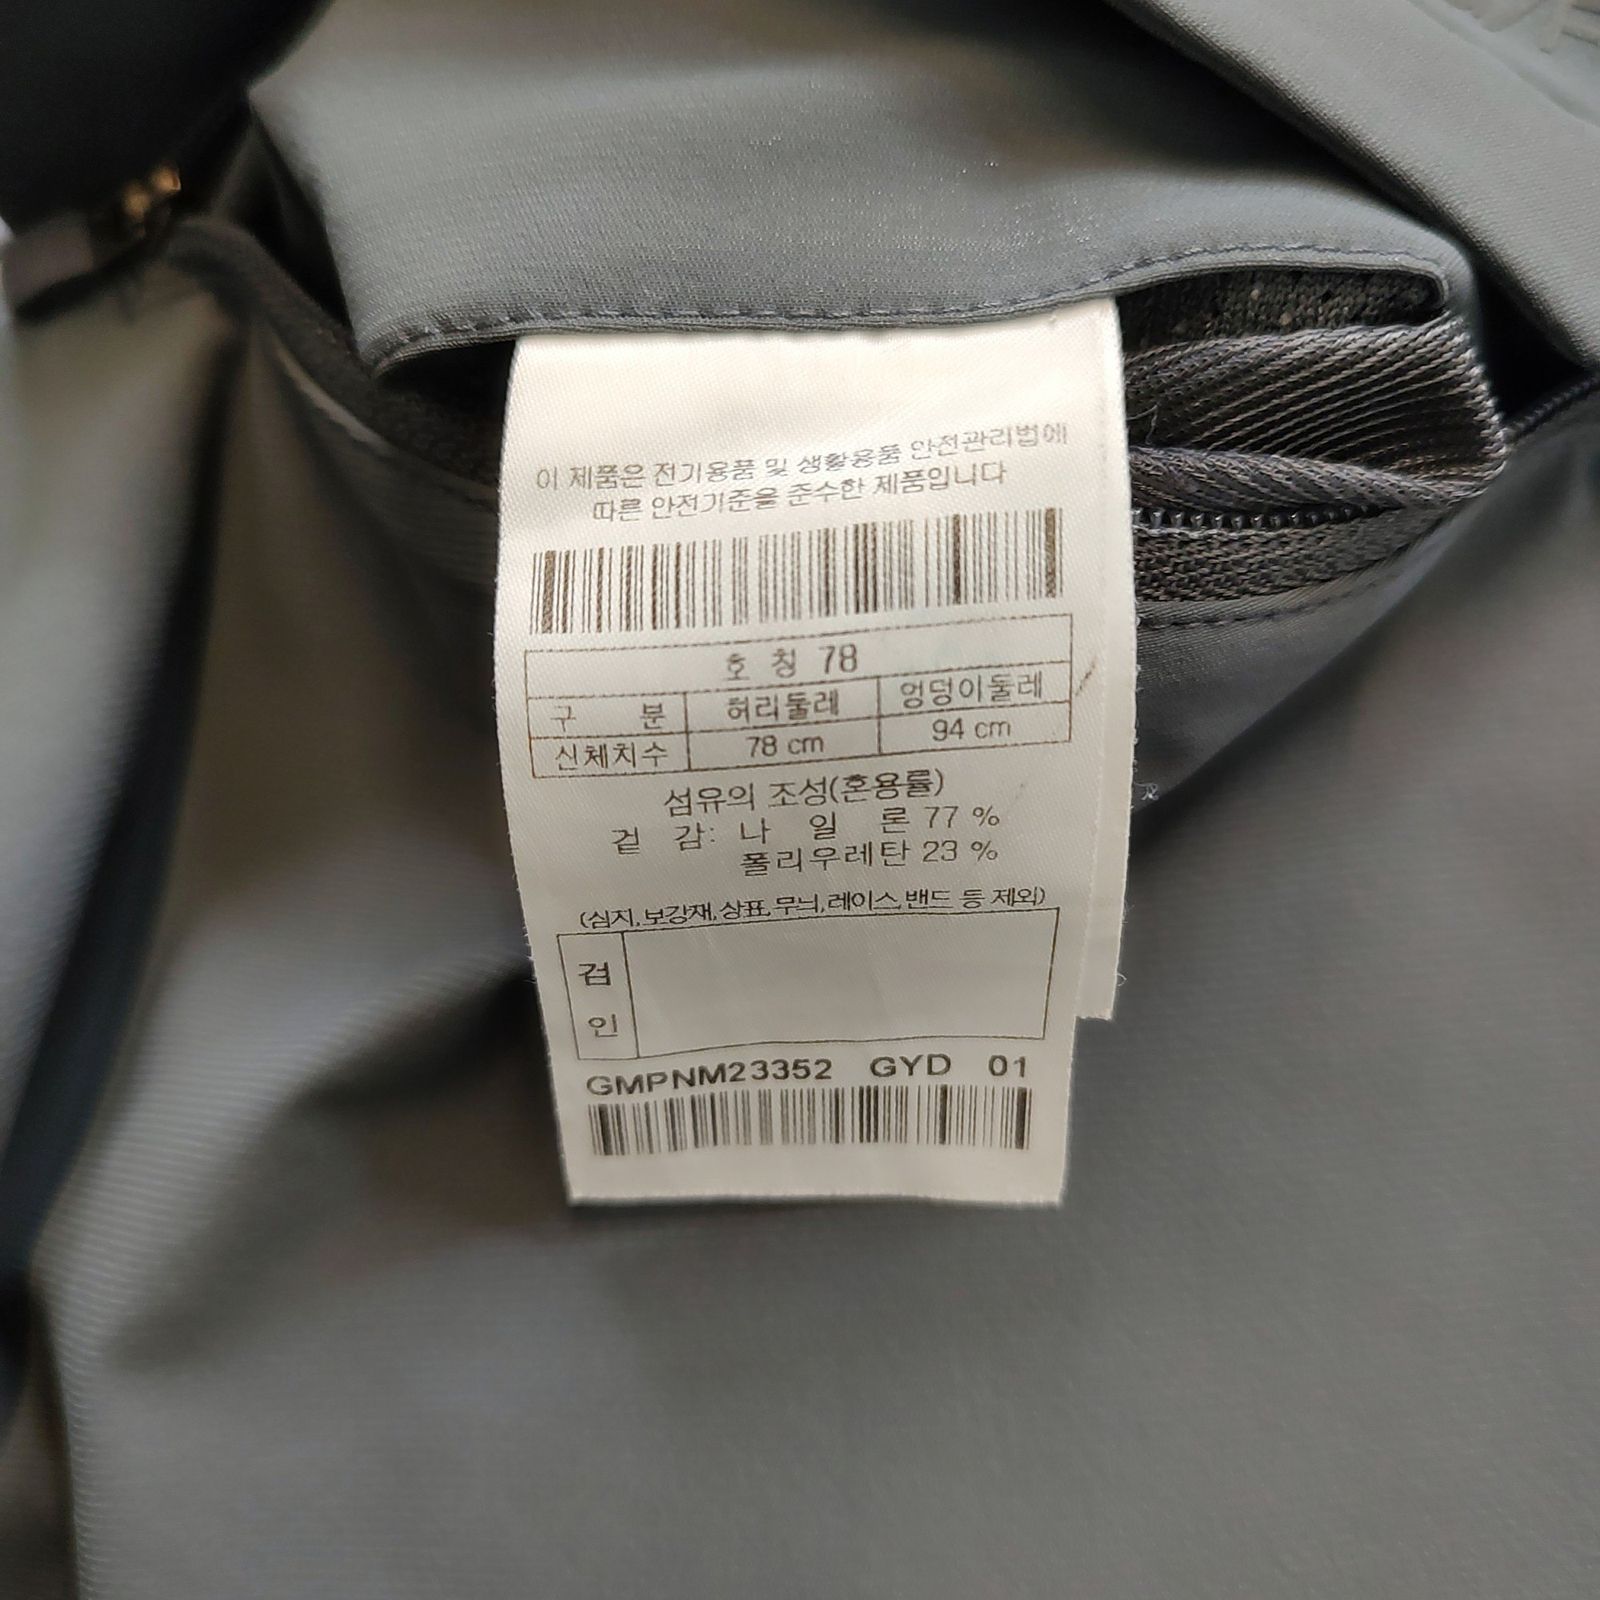 이 제품은 전기용품 및 생활용품 안전관리법에
따른 안전기준을 준수한 제품입니다
호 칭 78
구 분 허리둘레 엉덩이둘레
신체치수 78 cm 94 cm
섬유의 조성(혼용률)
겉 감: 나 일 론 77 %
폴리우레탄 23 %
(심지,보강재,상표,무늬,레이스,밴드 등 제외)
검
인
GMPNM23352 GYD 01